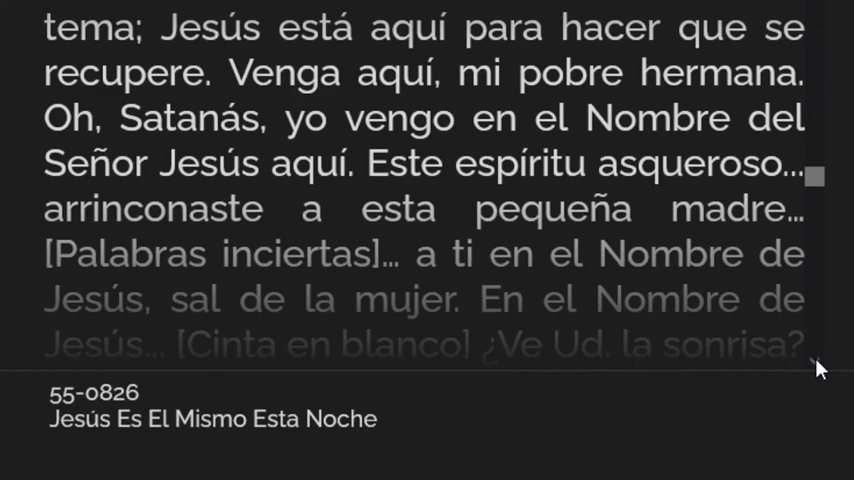 tema; Jesús está aquí para hacer que se
recupere. Venga aquí, mi pobre hermana.
Oh, Satanás, yo vengo en el Nombre del
Señor Jesús aquí. Este espíritu asqueroso...
arrinconaste a esta pequeña madre...
[Palabras inciertas]... a ti en el Nombre de
Jesús, sal de la mujer. En el Nombre de
Jesús... [Cinta en blanco] ¿Ve Ud. la sonrisa?
55-0826
Jesús Es El Mismo Esta Noche